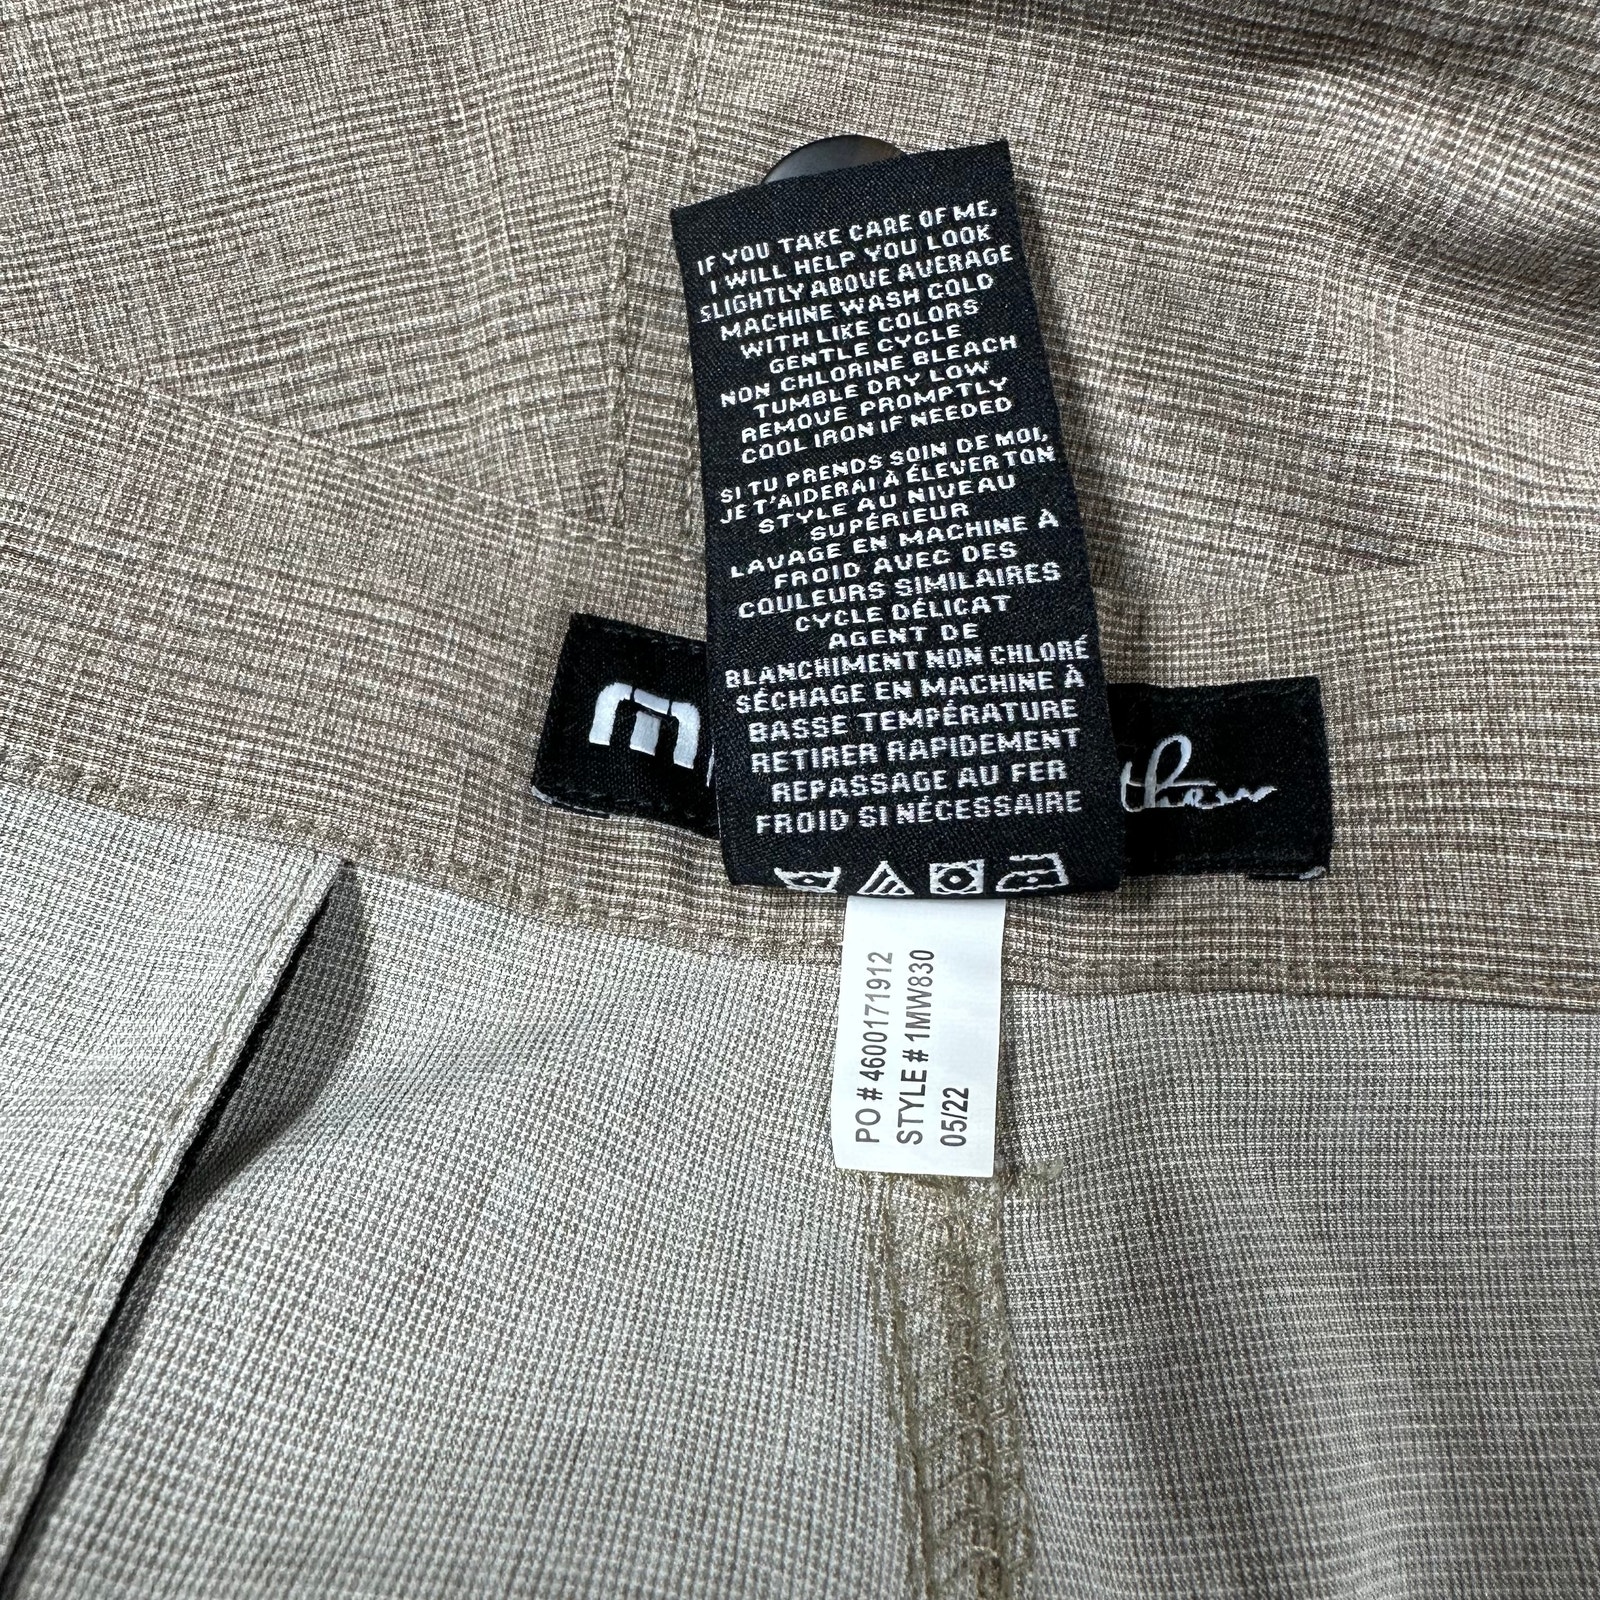 IF YOU TAKE CARE OF ME,
I WILL HELP YOU LOOK
SLIGHTLY ABOVE AVERAGE
MACHINE WASH COLD
WITH LIKE COLORS
GENTLE CYCLE
NON CHLORINE BLEACH
TUMBLE DRY LOW
REMOVE PROMPTLY
COOL IRON IF NEEDED
SI TU PRENDS SOIN DE MOI,
JE T'AIDERAI À ÉLEVER TON
STYLE AU NIVEAU
SUPÉRIEUR
LAVAGE EN MACHINE À
FROID AVEC DES
COULEURS SIMILAIRES
CYCLE DÉLICAT
AGENT DE
BLANCHIMENT NON CHLORÉ
SÉCHAGE EN MACHINE À
BASSE TEMPÉRATURE
RETIRER RAPIDEMENT
REPASSAGE AU FER
FROID SI NÉCESSAIRE
thew
PO # 4600171912
STYLE # 1MW830
05/22